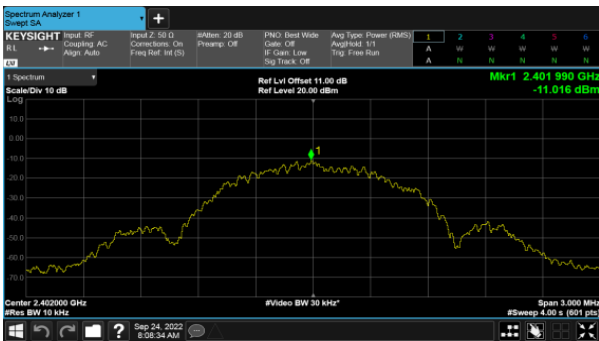 Spectrum Analyzer 1
Swept SA
+
KEYSIGHT
RL
Input: RF
Coupling: AC
Align: Auto
Input Z: 50 Ω
Corrections: On
Freq Ref: Int (S)
#Atten: 20 dB
Preamp: Off
PNO: Best Wide
Gate: Off
IF Gain: Low
Sig Track: Off
Avg Type: Power (RMS)
Avg|Hold: 1/1
Trig: Free Run
1 2 3 4 5 6
A W W W W W
A N N N N N
1 Spectrum
Scale/Div 10 dB
Ref Lvl Offset 11.00 dB
Ref Level 20.00 dBm
Mkr1 2.401 990 GHz
-11.016 dBm
Log
10.0
0.00
-10.0
-20.0
-30.0
-40.0
-50.0
-60.0
-70.0
1
Center 2.402000 GHz
#Video BW 30 kHz*
Span 3.000 MHz
#Res BW 10 kHz
#Sweep 4.00 s (601 pts)
?
Sep 24, 2022
8:08:34 AM